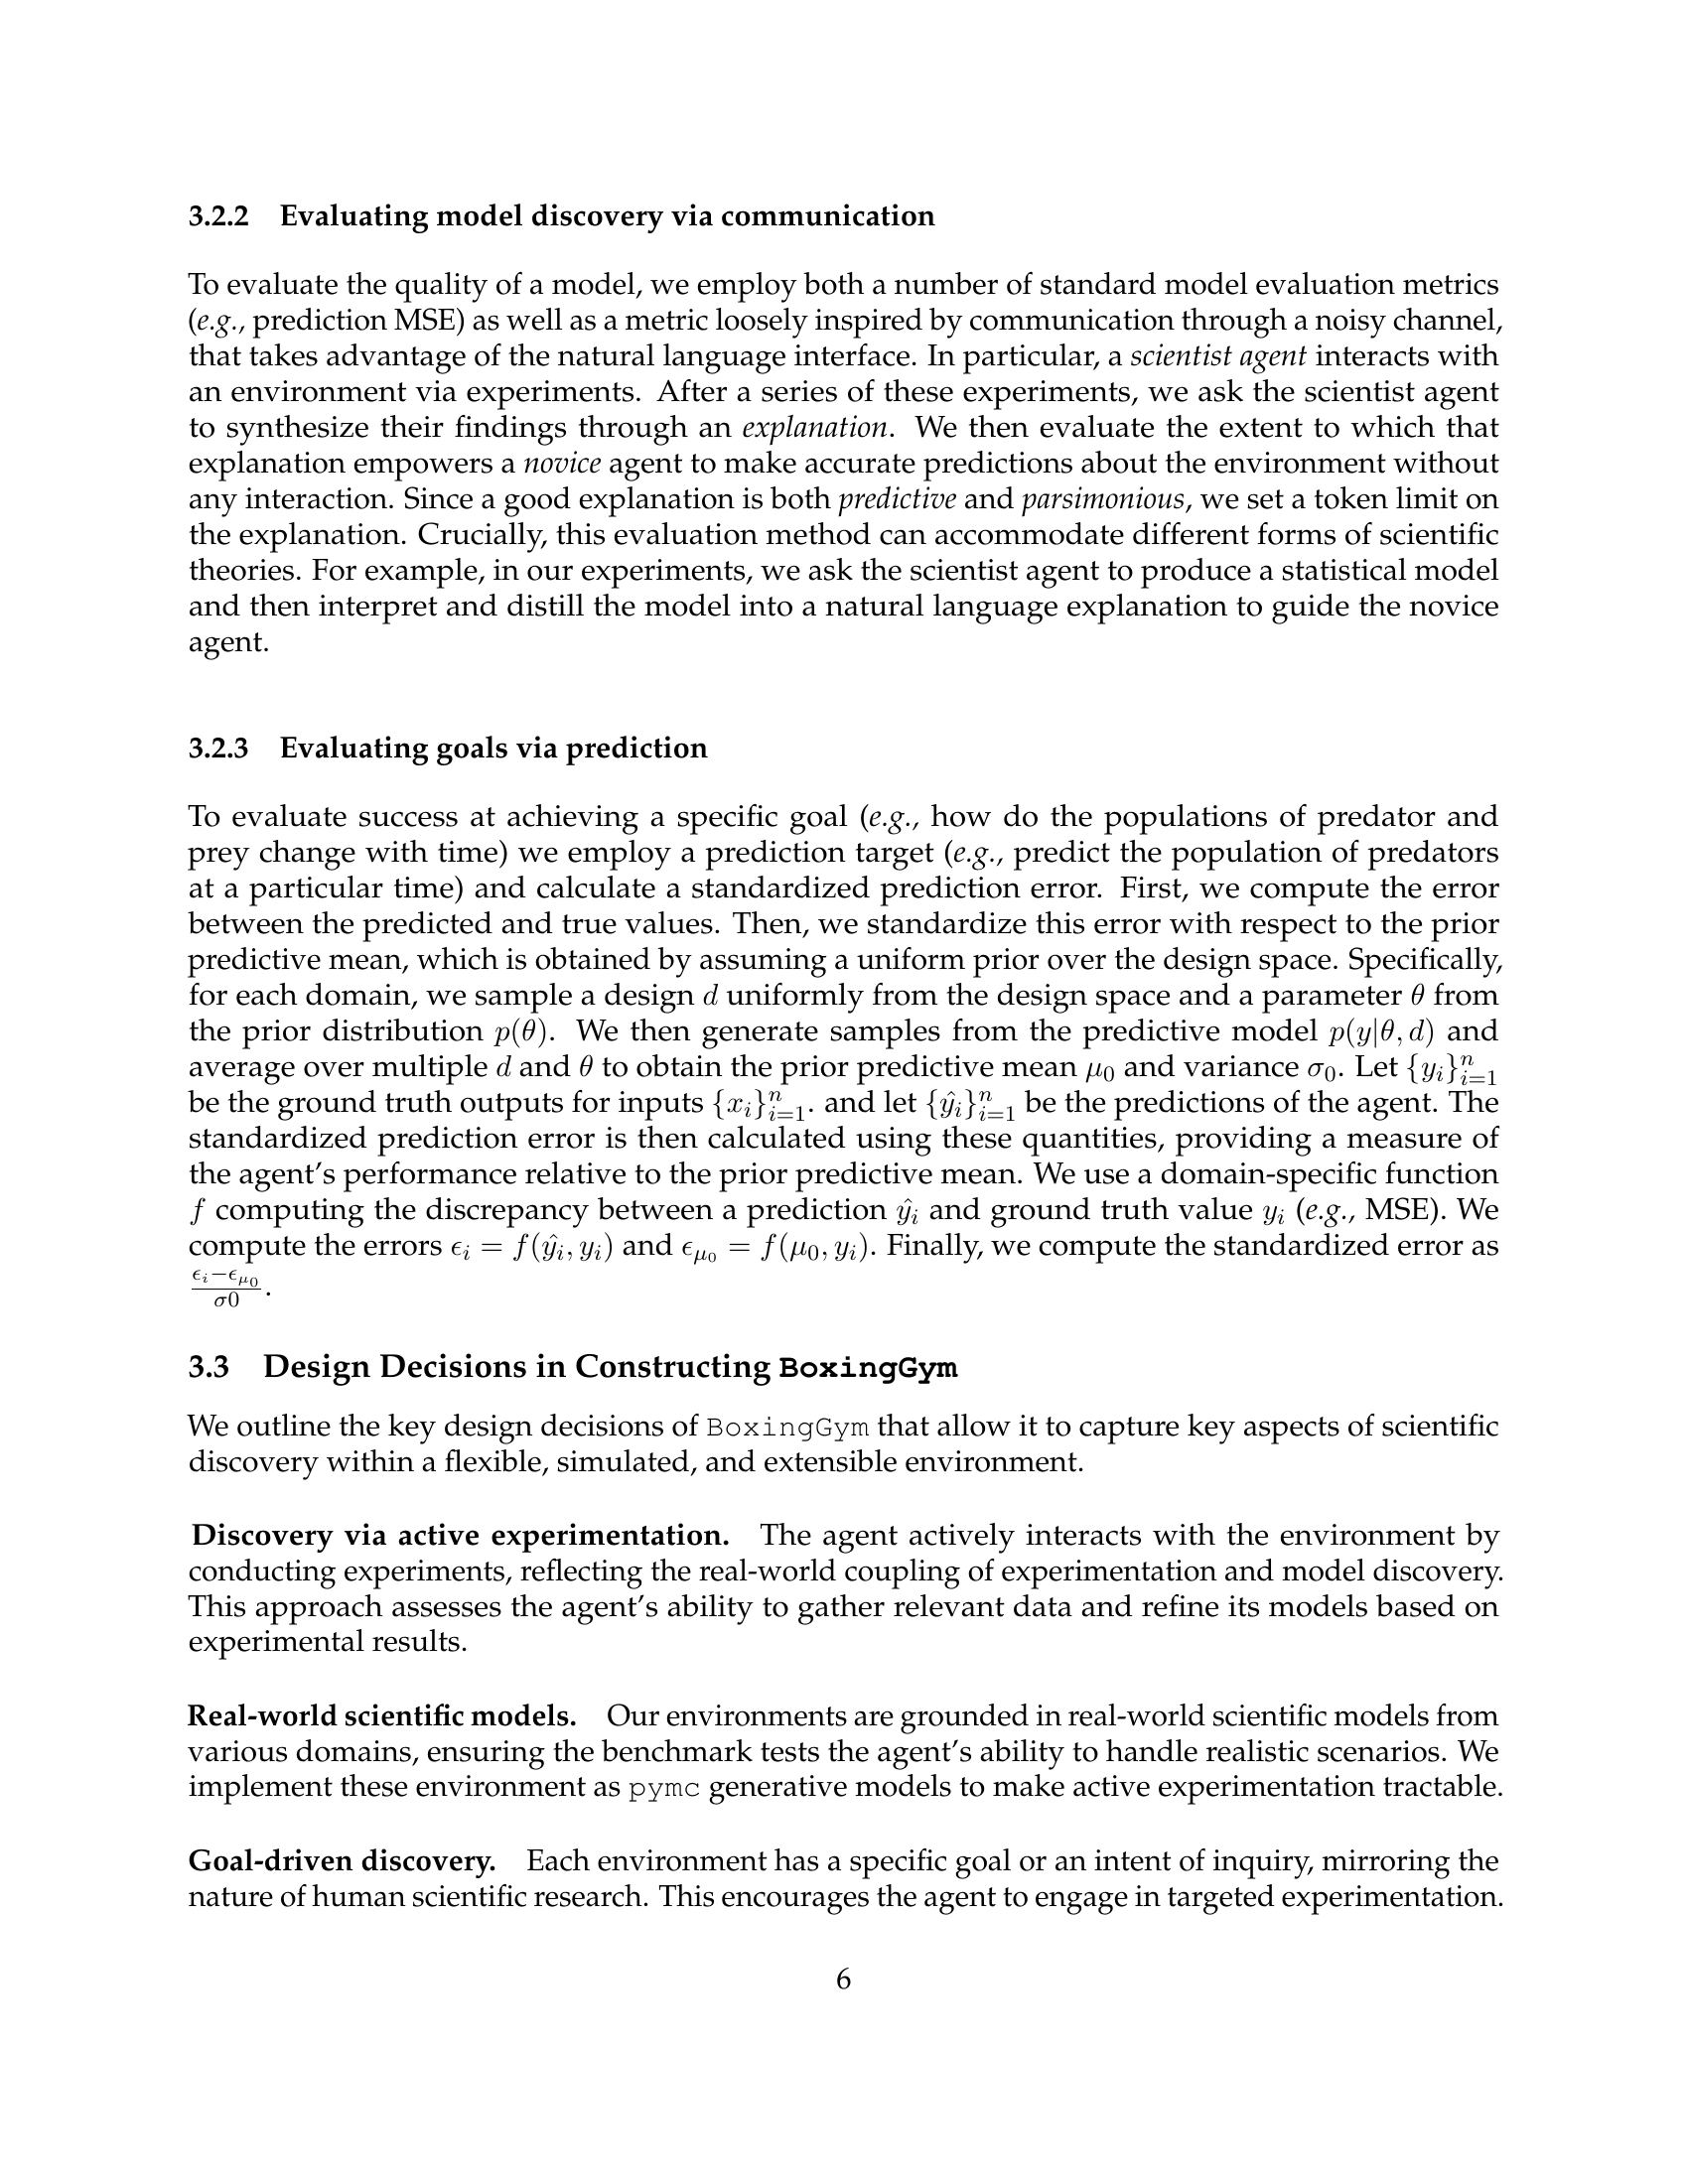 3.2.2 Evaluating model discovery via communication
To evaluate the quality of a model, we employ both a number of standard model evaluation metrics
(e.g., prediction MSE) as well as a metric loosely inspired by communication through a noisy channel,
that takes advantage of the natural language interface. In particular, a scientist agent interacts with
an environment via experiments. After a series of these experiments, we ask the scientist agent
to synthesize their findings through an explanation. We then evaluate the extent to which that
explanation empowers a novice agent to make accurate predictions about the environment without
any interaction. Since a good explanation is both predictive and parsimonious, we set a token limit on
the explanation. Crucially, this evaluation method can accommodate different forms of scientific
theories. For example, in our experiments, we ask the scientist agent to produce a statistical model
and then interpret and distill the model into a natural language explanation to guide the novice
agent.
3.2.3 Evaluating goals via prediction
To evaluate success at achieving a specific goal (e.g., how do the populations of predator and
prey change with time) we employ a prediction target (e.g., predict the population of predators
at a particular time) and calculate a standardized prediction error. First, we compute the error
between the predicted and true values. Then, we standardize this error with respect to the prior
predictive mean, which is obtained by assuming a uniform prior over the design space. Specifically,
for each domain, we sample a design d uniformly from the design space and a parameter θ from
the prior distribution p(θ). We then generate samples from the predictive model p(y|θ, d) and
average over multiple d and θ to obtain the prior predictive mean μ₀ and variance σ₀. Let {y_i}_{i=1}^n
be the ground truth outputs for inputs {x_i}_{i=1}^n. and let {ŷ_i}_{i=1}^n be the predictions of the agent. The
standardized prediction error is then calculated using these quantities, providing a measure of
the agent's performance relative to the prior predictive mean. We use a domain-specific function
f computing the discrepancy between a prediction ŷ_i and ground truth value y_i (e.g., MSE). We
compute the errors ϵ_i = f(ŷ_i, y_i) and ϵ_{μ₀} = f(μ₀, y_i). Finally, we compute the standardized error as
\frac{ϵ_i−ϵ_{μ₀}}{σ0}.
3.3 Design Decisions in Constructing BoxingGym
We outline the key design decisions of BoxingGym that allow it to capture key aspects of scientific
discovery within a flexible, simulated, and extensible environment.
Discovery via active experimentation. The agent actively interacts with the environment by
conducting experiments, reflecting the real-world coupling of experimentation and model discovery.
This approach assesses the agent's ability to gather relevant data and refine its models based on
experimental results.
Real-world scientific models. Our environments are grounded in real-world scientific models from
various domains, ensuring the benchmark tests the agent's ability to handle realistic scenarios. We
implement these environment as pymc generative models to make active experimentation tractable.
Goal-driven discovery. Each environment has a specific goal or an intent of inquiry, mirroring the
nature of human scientific research. This encourages the agent to engage in targeted experimentation.
6